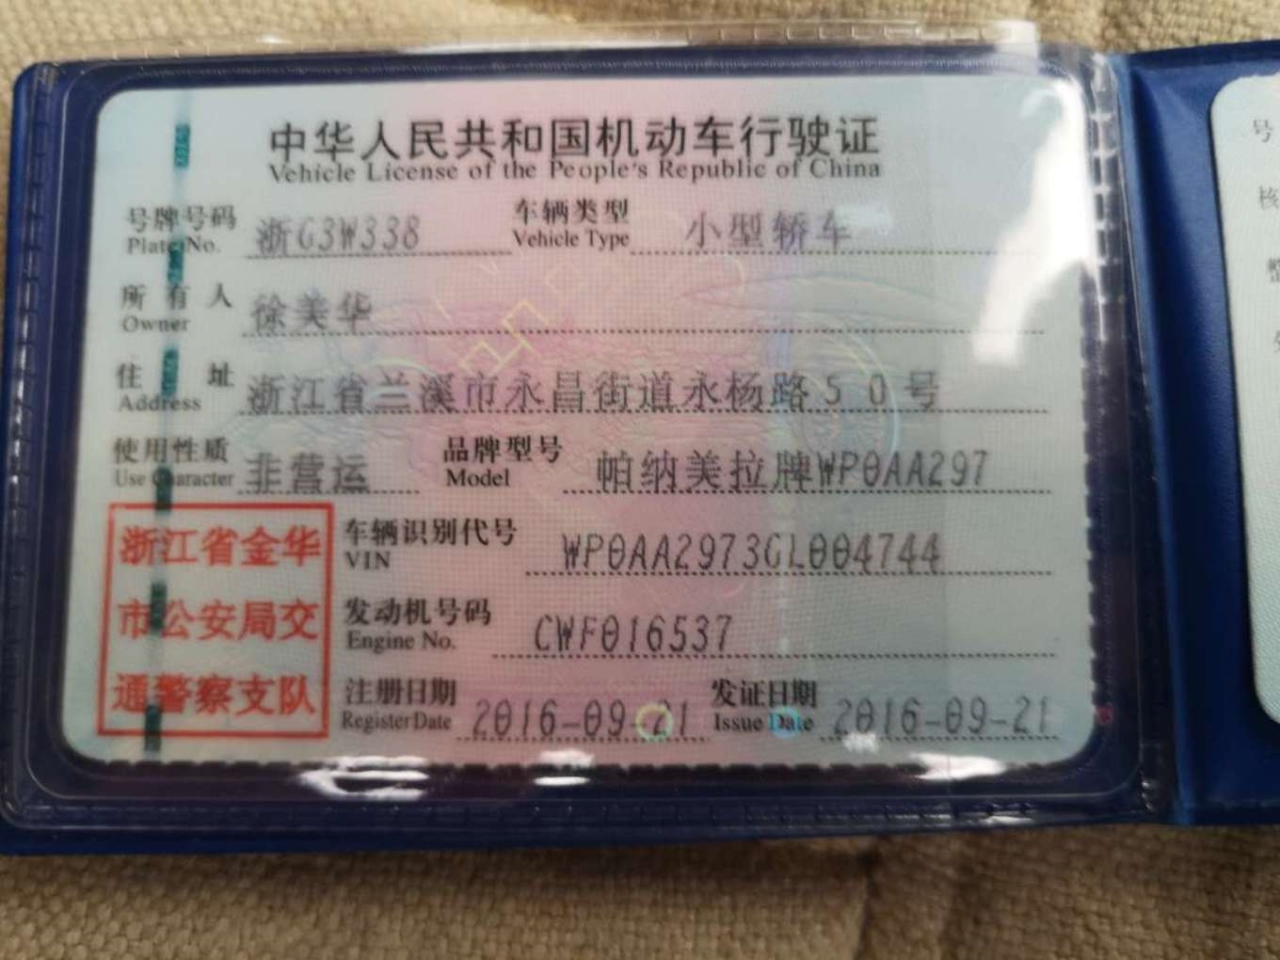 中华人民共和国机动车行驶证
Vehicle License of the People's Republic of China
号牌号码 浙G3W338 车辆类型 小型轿车
Plate No. Vehicle Type
所有人 徐美华
Owner
住址 浙江省兰溪市永昌街道永杨路50号
Address
使用性质 非营运 品牌型号 帕纳美拉牌WP0AA297
Use Character Model
浙江省金华
市公安局交
通警察支队
车辆识别代号 WP0AA2973GL004744
VIN
发动机号码 CWF016537
Engine No.
注册日期 2016-09-21 发证日期 2016-09-21
Register Date Issue Date
号
核
整